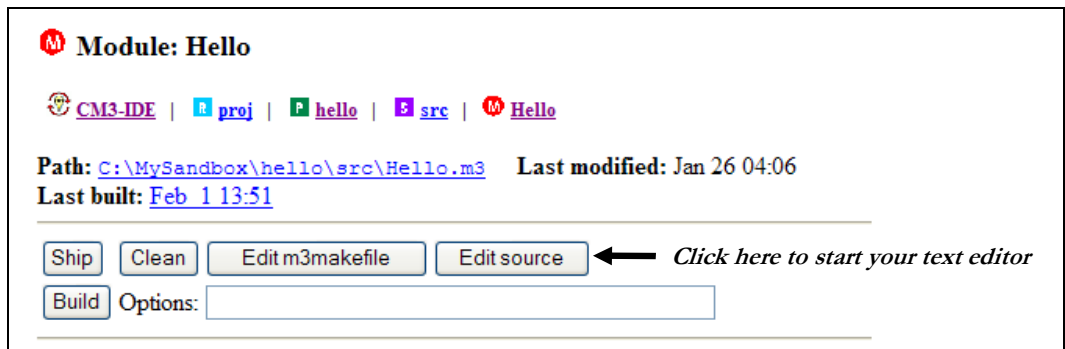 Module: Hello
CM3-IDE | proj | hello | src | Hello
Path: C:\MySandbox\hello\src\Hello.m3 Last modified: Jan 26 04:06
Last built: Feb 1 13:51
Ship Clean Edit m3makefile Edit source Click here to start your text editor
Build Options: